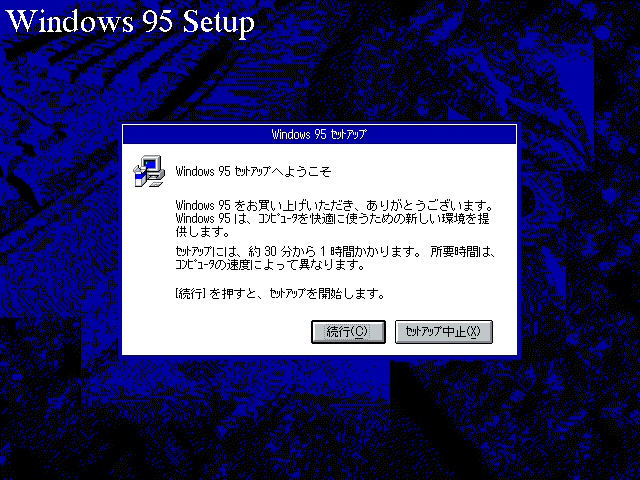 Windows 95 Setup
Windows 95 ｾｯﾄｱｯﾌﾟ
Windows 95 ｾｯﾄｱｯﾌﾟへようこそ
Windows 95 をお買い上げいただき、ありがとうございます。
Windows 95 は、ｺﾝﾋﾟｭｰﾀを快適に使うための新しい環境を提
供します。
ｾｯﾄｱｯﾌﾟには、約 30 分から 1 時間かかります。 所要時間は、
ｺﾝﾋﾟｭｰﾀの速度によって異なります。
[続行] を押すと、ｾｯﾄｱｯﾌﾟを開始します。
続行(C) ｾｯﾄｱｯﾌﾟ中止(X)